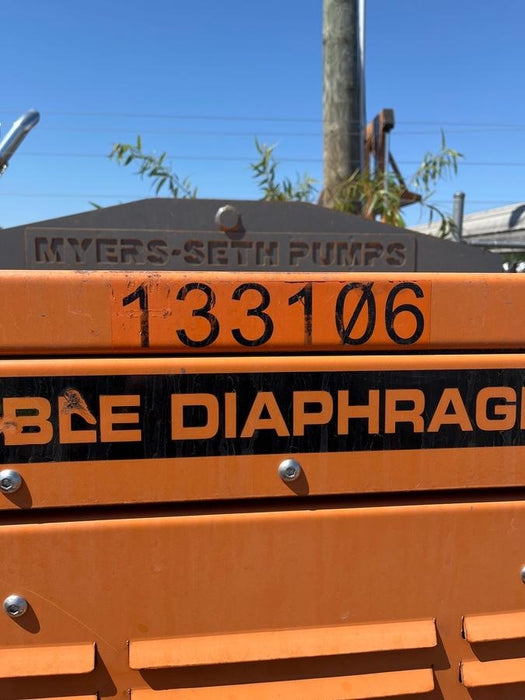 MYERS-SETH PUMPS
133106
BLE DIAPHRAG